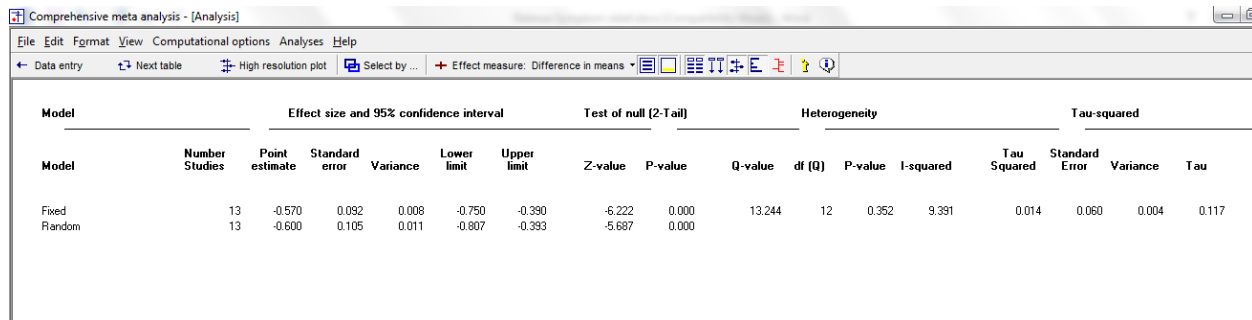 Comprehensive meta analysis - [Analysis]
File Edit Format View Computational options Analyses Help
Data entry Next table High resolution plot Select by ... Effect measure: Difference in means
Model Effect size and 95% confidence interval Test of null (2-Tail) Heterogeneity Tau-squared
Model Number Studies Point estimate Standard error Variance Lower limit Upper limit Z-value P-value Q-value df (Q) P-value I-squared Tau Squared Standard Error Variance Tau
Fixed 13 -0.570 0.092 0.008 -0.750 -0.390 -6.222 0.000 13.244 12 0.352 9.391 0.014 0.060 0.004 0.117
Random 13 -0.600 0.105 0.011 -0.807 -0.393 -5.687 0.000